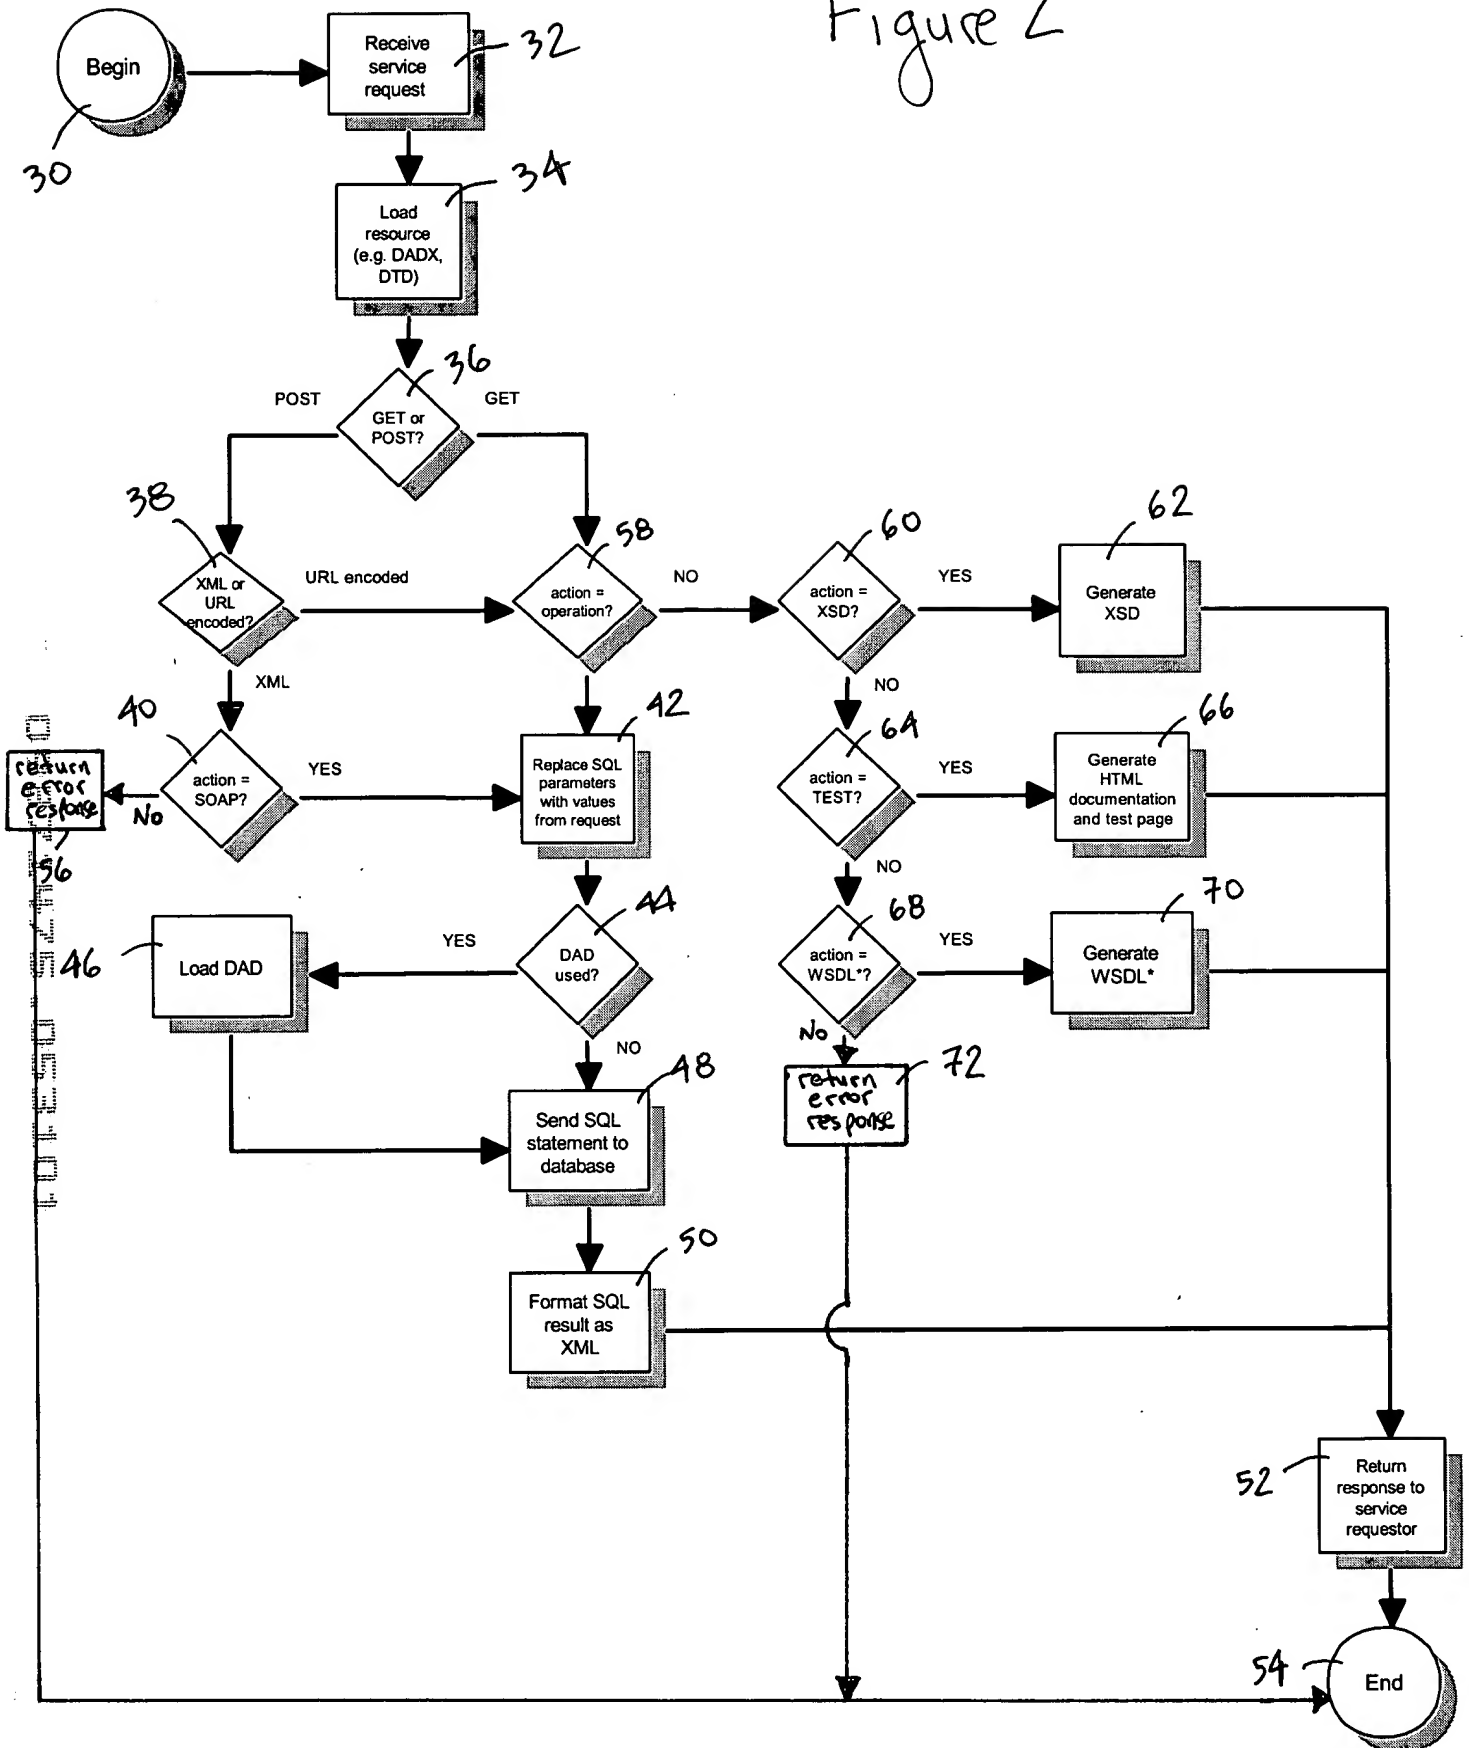 Figure 2
Begin
30
Receive
service
request
32
Load
resource
(e.g. DADX,
DTD)
34
36
POST
GET
GET or
POST?
38
XML or
URL
encoded?
URL encoded
58
action =
operation?
NO
60
action =
XSD?
YES
62
Generate
XSD
XML
NO
40
action =
SOAP?
YES
No
return
error
response
56
42
Replace SQL
parameters
with values
from request
64
action =
TEST?
YES
66
Generate
HTML
documentation
and test page
NO
46
Load DAD
YES
44
DAD
used?
NO
68
action =
WSDL*?
YES
70
Generate
WSDL*
No
72
return
error
response
48
Send SQL
statement to
database
50
Format SQL
result as
XML
52
Return
response to
service
requestor
54
End